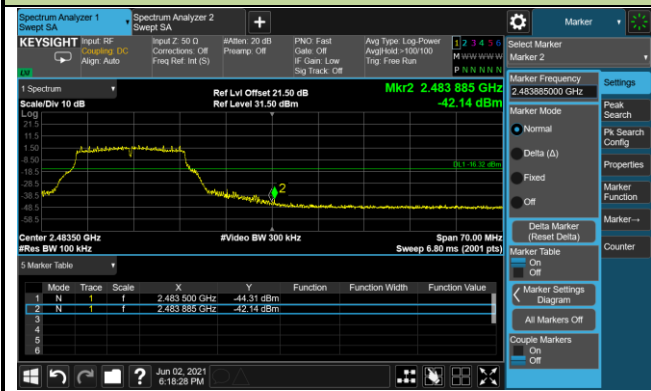 Spectrum Analyzer 1
Swept SA
Spectrum Analyzer 2
Swept SA
+
Marker
KEYSIGHT
Input: RF
Coupling: DC
Align: Auto
Input Z: 50 Ω
Corrections: Off
Freq Ref: Int (S)
#Atten: 20 dB
Preamp: Off
PNO: Fast
Gate: Off
IF Gain: Low
Sig Track: Off
Avg Type: Log-Power
Avg|Hold:>100/100
Trig: Free Run
1 2 3 4 5 6
M W W W W W
P N N N N N
LXI
Select Marker
Marker 2
1 Spectrum
Scale/Div 10 dB
Ref Lvl Offset 21.50 dB
Ref Level 31.50 dBm
Mkr2 2.483 885 GHz
-42.14 dBm
Log
21.5
11.5
1.50
-8.50
-18.5
-28.5
-38.5
-48.5
-58.5
DL1 -16.32 dBm
2
Center 2.48350 GHz
#Res BW 100 kHz
#Video BW 300 kHz
Span 70.00 MHz
Sweep 6.80 ms (2001 pts)
5 Marker Table
Mode Trace Scale X Y Function Function Width Function Value
1 N 1 f 2.483 500 GHz -44.31 dBm
2 N 1 f 2.483 885 GHz -42.14 dBm
3
4
5
6
Marker Frequency
2.483885000 GHz
Marker Mode
Normal
Delta (Δ)
Fixed
Off
Delta Marker
(Reset Delta)
Marker Table
On
Off
Marker Settings
Diagram
All Markers Off
Couple Markers
On
Off
Settings
Peak
Search
Pk Search
Config
Properties
Marker
Function
Marker→
Counter
?
Jun 02, 2021
6:18:28 PM